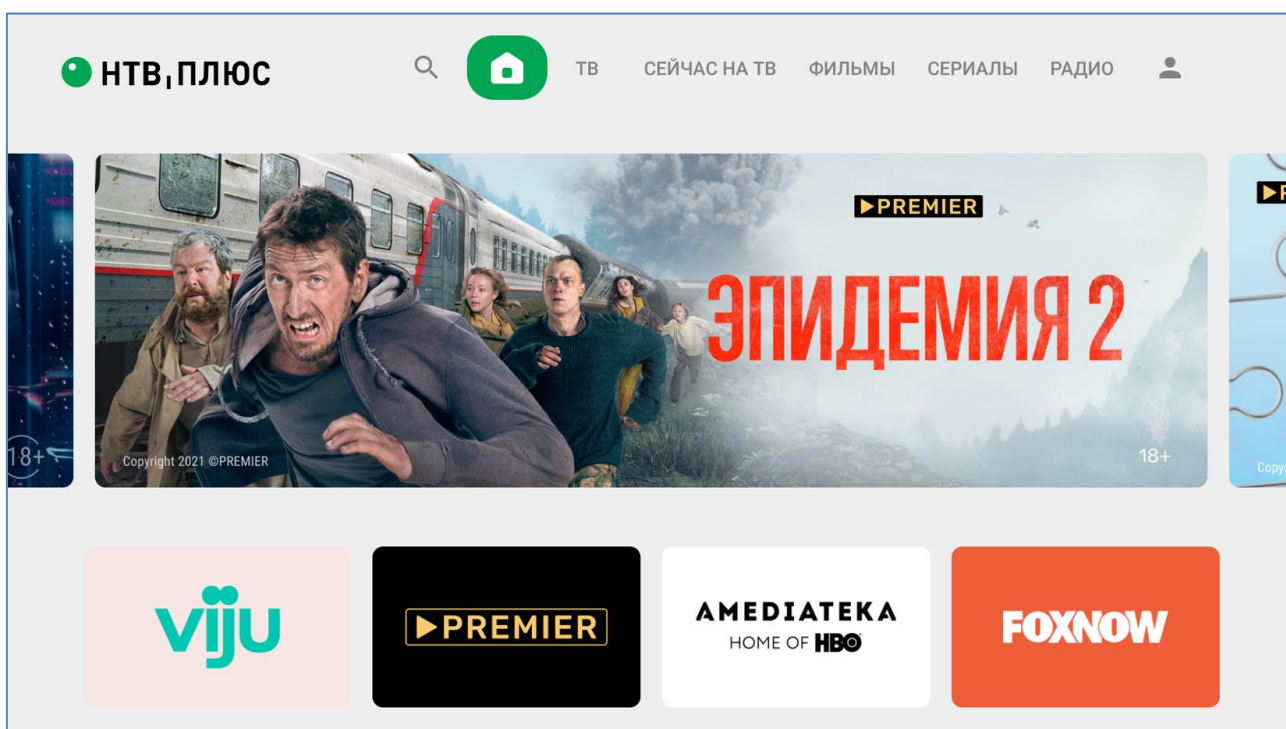 НТВ ПЛЮС
ТВ
СЕЙЧАС НА ТВ
ФИЛЬМЫ
СЕРИАЛЫ
РАДИО
PREMIER
ЭПИДЕМИЯ 2
18+
Copyright 2021 ©PREMIER
18+
viju
PREMIER
AMEDIATEKA
HOME OF HBO
FOXNOW